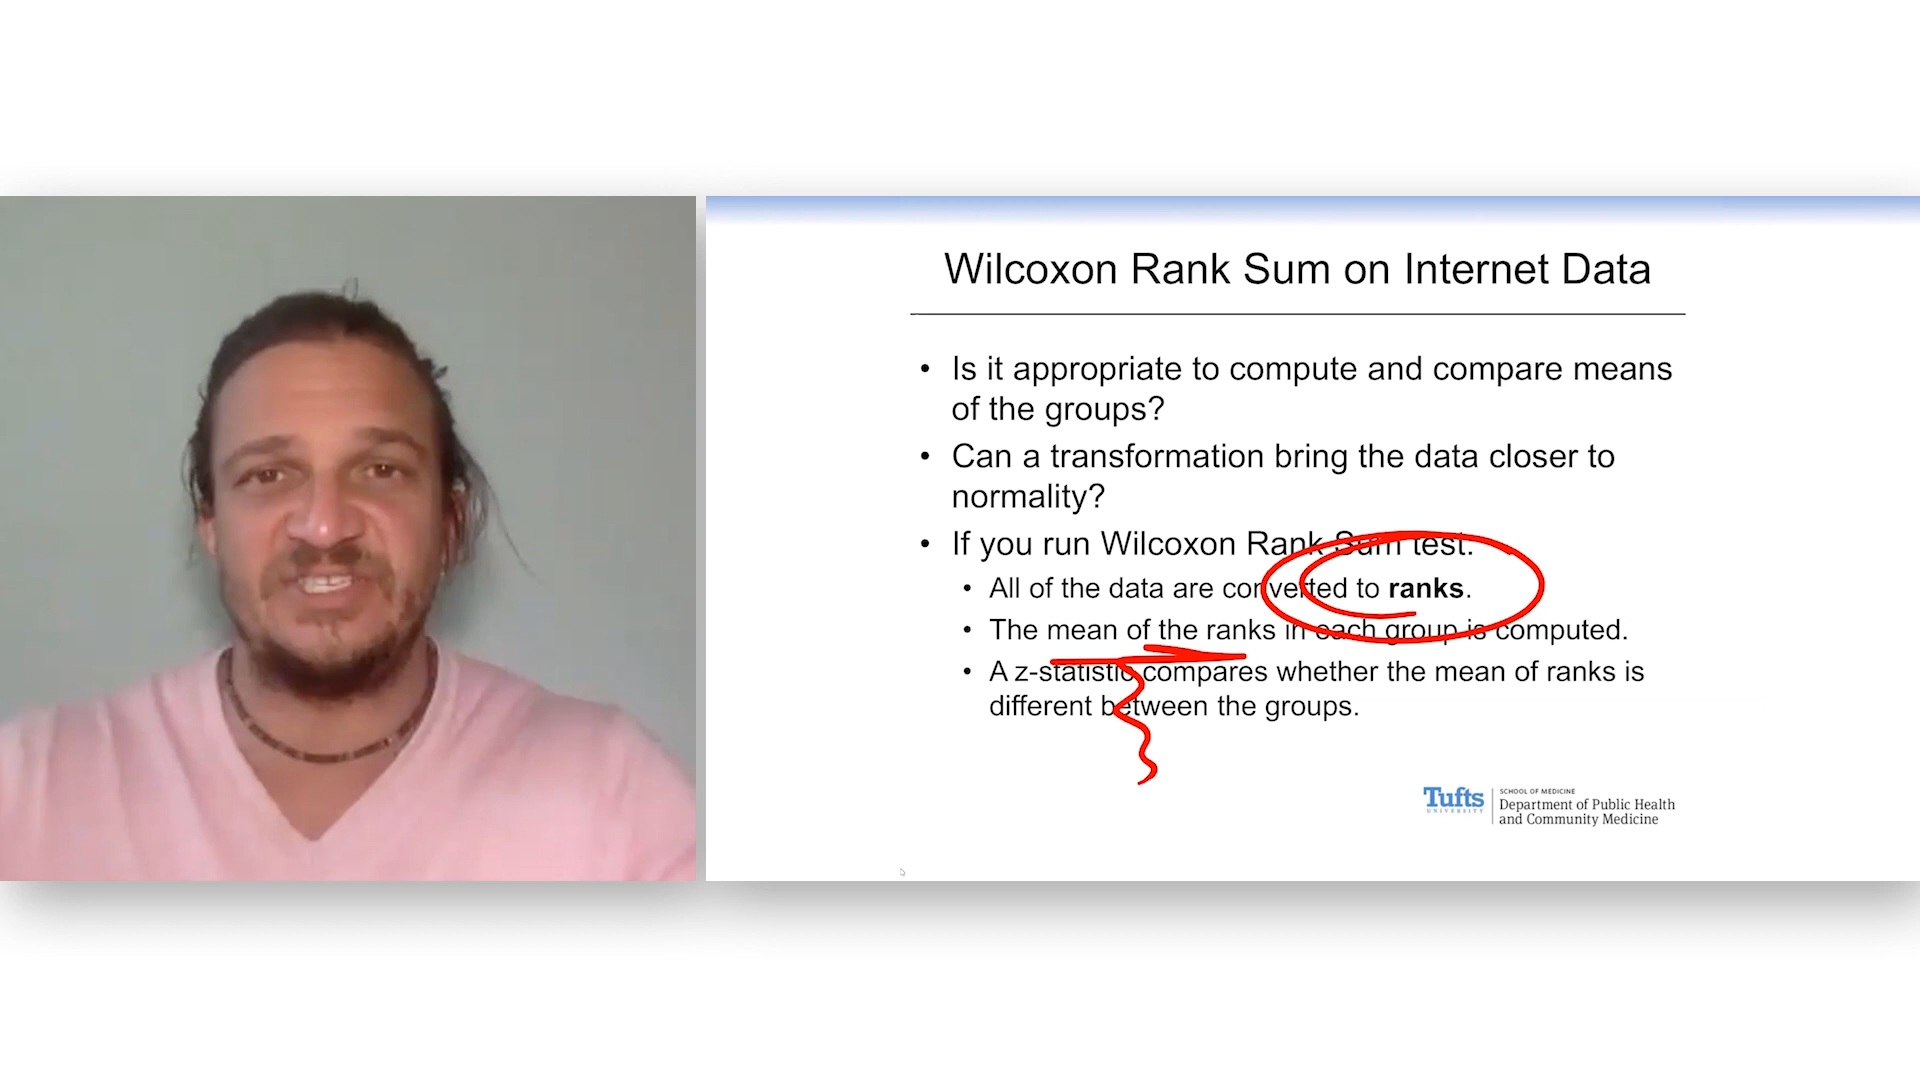 Wilcoxon Rank Sum on Internet Data
• Is it appropriate to compute and compare means
of the groups?
• Can a transformation bring the data closer to
normality?
• If you run Wilcoxon Rank Sum test:
• All of the data are converted to ranks.
• The mean of the ranks in each group is computed.
• A z-statistic compares whether the mean of ranks is
different between the groups.
Tufts
UNIVERSITY
SCHOOL OF MEDICINE
Department of Public Health
and Community Medicine